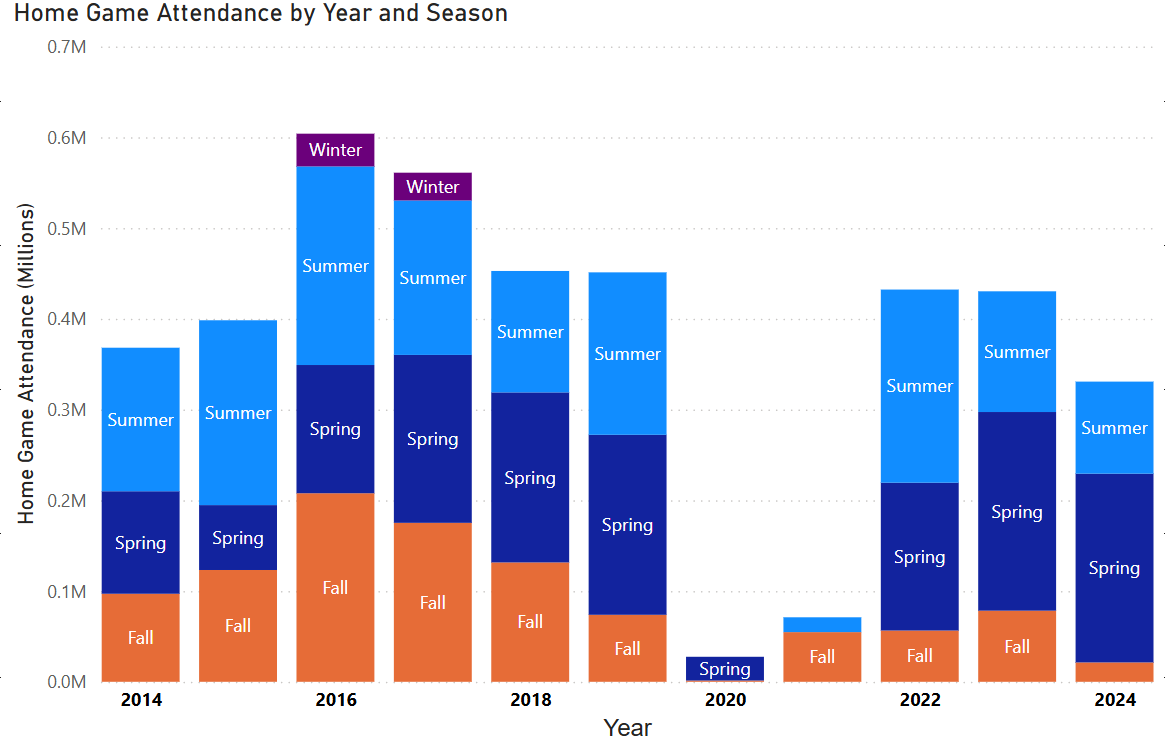 Home Game Attendance by Year and Season
0.7M
0.6M
0.5M
0.4M
0.3M
0.2M
0.1M
0.0M
Home Game Attendance (Millions)
Summer
Spring
Fall
Summer
Spring
Fall
Winter
Summer
Spring
Fall
Winter
Summer
Spring
Fall
Summer
Spring
Fall
Summer
Spring
Fall
Spring
Fall
Summer
Spring
Fall
Summer
Spring
Fall
Summer
Spring
2014 2016 2018 2020 2022 2024
Year